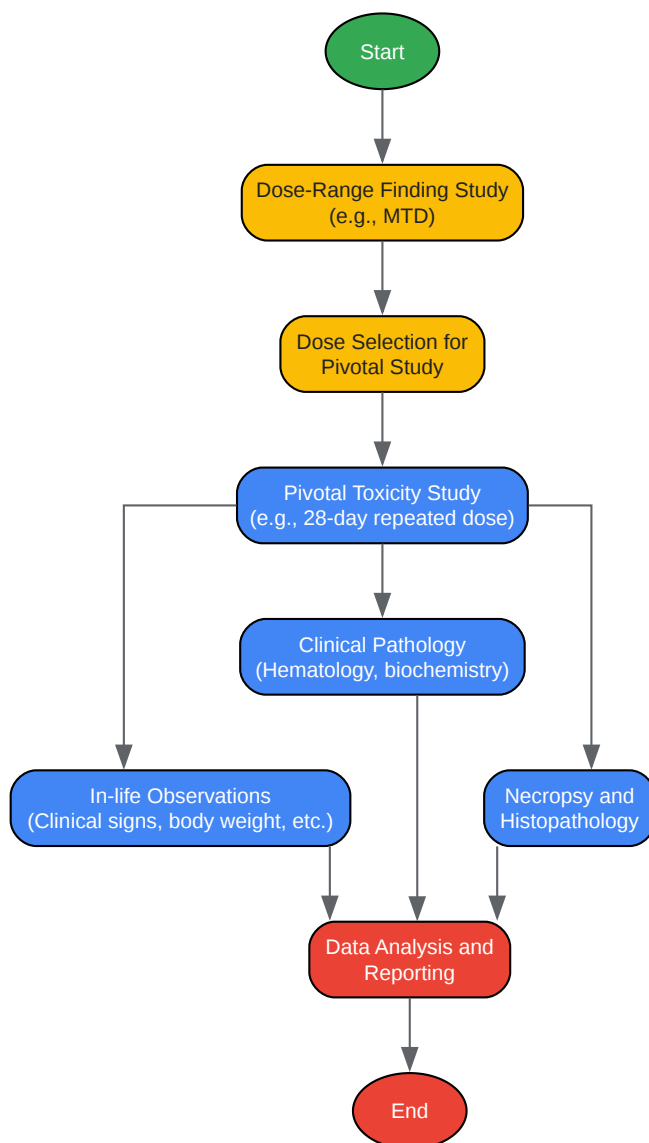 Start
Dose-Range Finding Study
(e.g., MTD)
Dose Selection for
Pivotal Study
Pivotal Toxicity Study
(e.g., 28-day repeated dose)
Clinical Pathology
(Hematology, biochemistry)
In-life Observations
(Clinical signs, body weight, etc.)
Necropsy and
Histopathology
Data Analysis and
Reporting
End